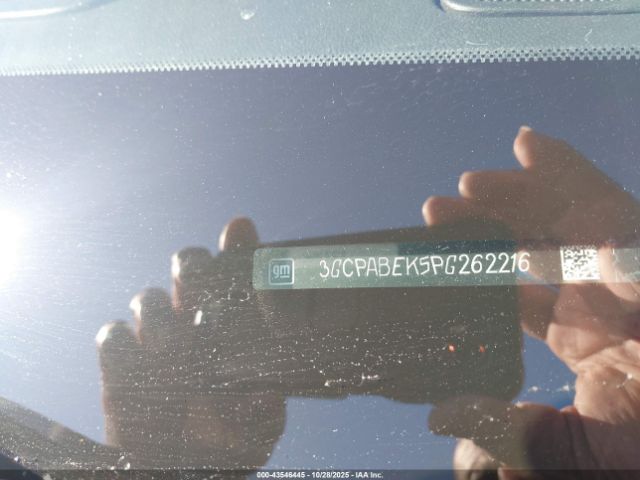 gm 3GCPABEK5PG262216
000-43546445 - 10/28/2025 - IAA Inc.